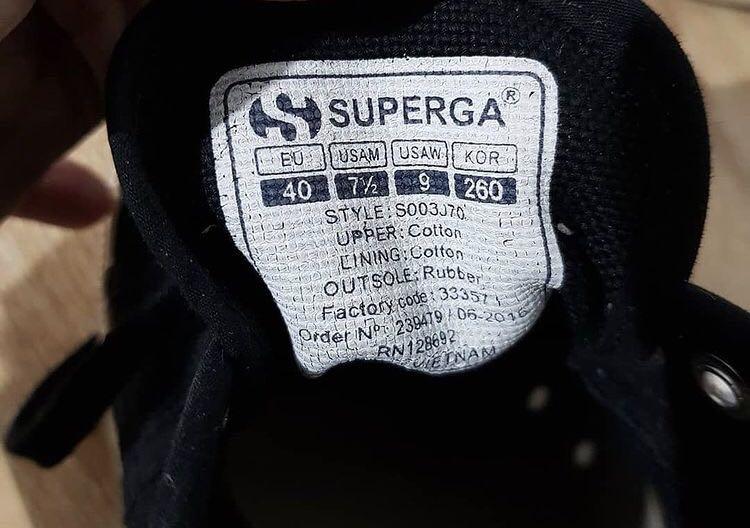 SUPERGA®
EU USAM USAW KOR
40 7½ 9 260
STYLE: S003J70
UPPER: Cotton
LINING: Cotton
OUTSOLE: Rubber
Factory code: 33357
Order Nº: 239479 / 06-2016
RN128692
VIETNAM